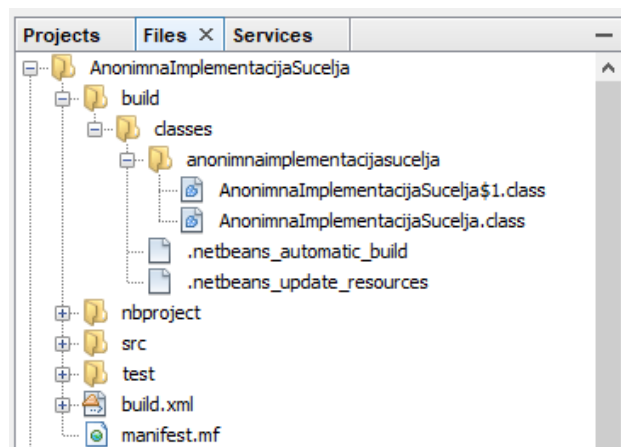 Projects Files × Services
AnonimnaImplementacijaSucelja
build
classes
anonimnaimplementacijasucelja
AnonimnaImplementacijaSucelja$1.class
AnonimnaImplementacijaSucelja.class
.netbeans_automatic_build
.netbeans_update_resources
nbproject
src
test
build.xml
manifest.mf